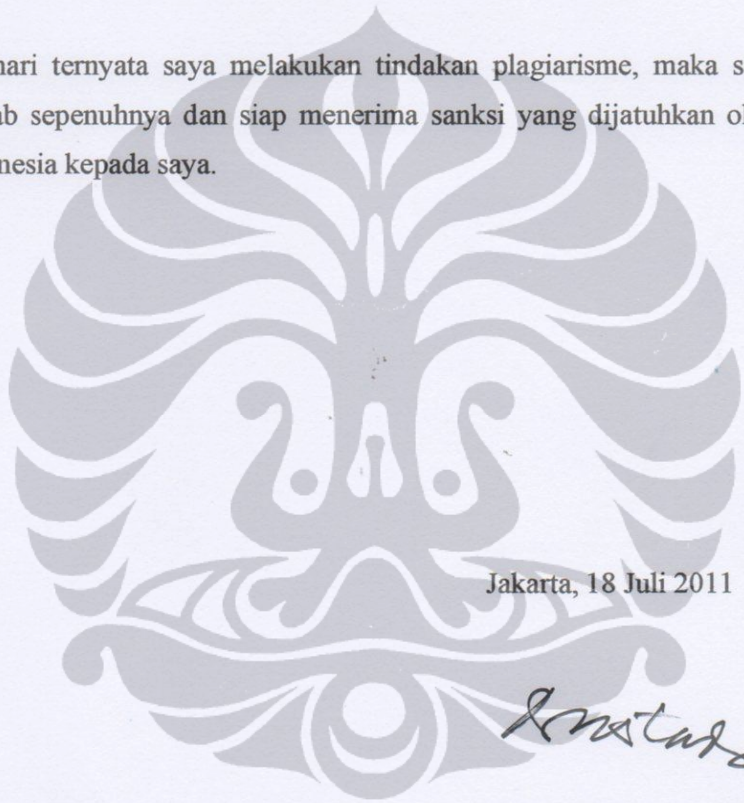 hari ternyata saya melakukan tindakan plagiarisme, maka s
ab sepenuhnya dan siap menerima sanksi yang dijatuhkan ol
nesia kepada saya.
Jakarta, 18 Juli 2011